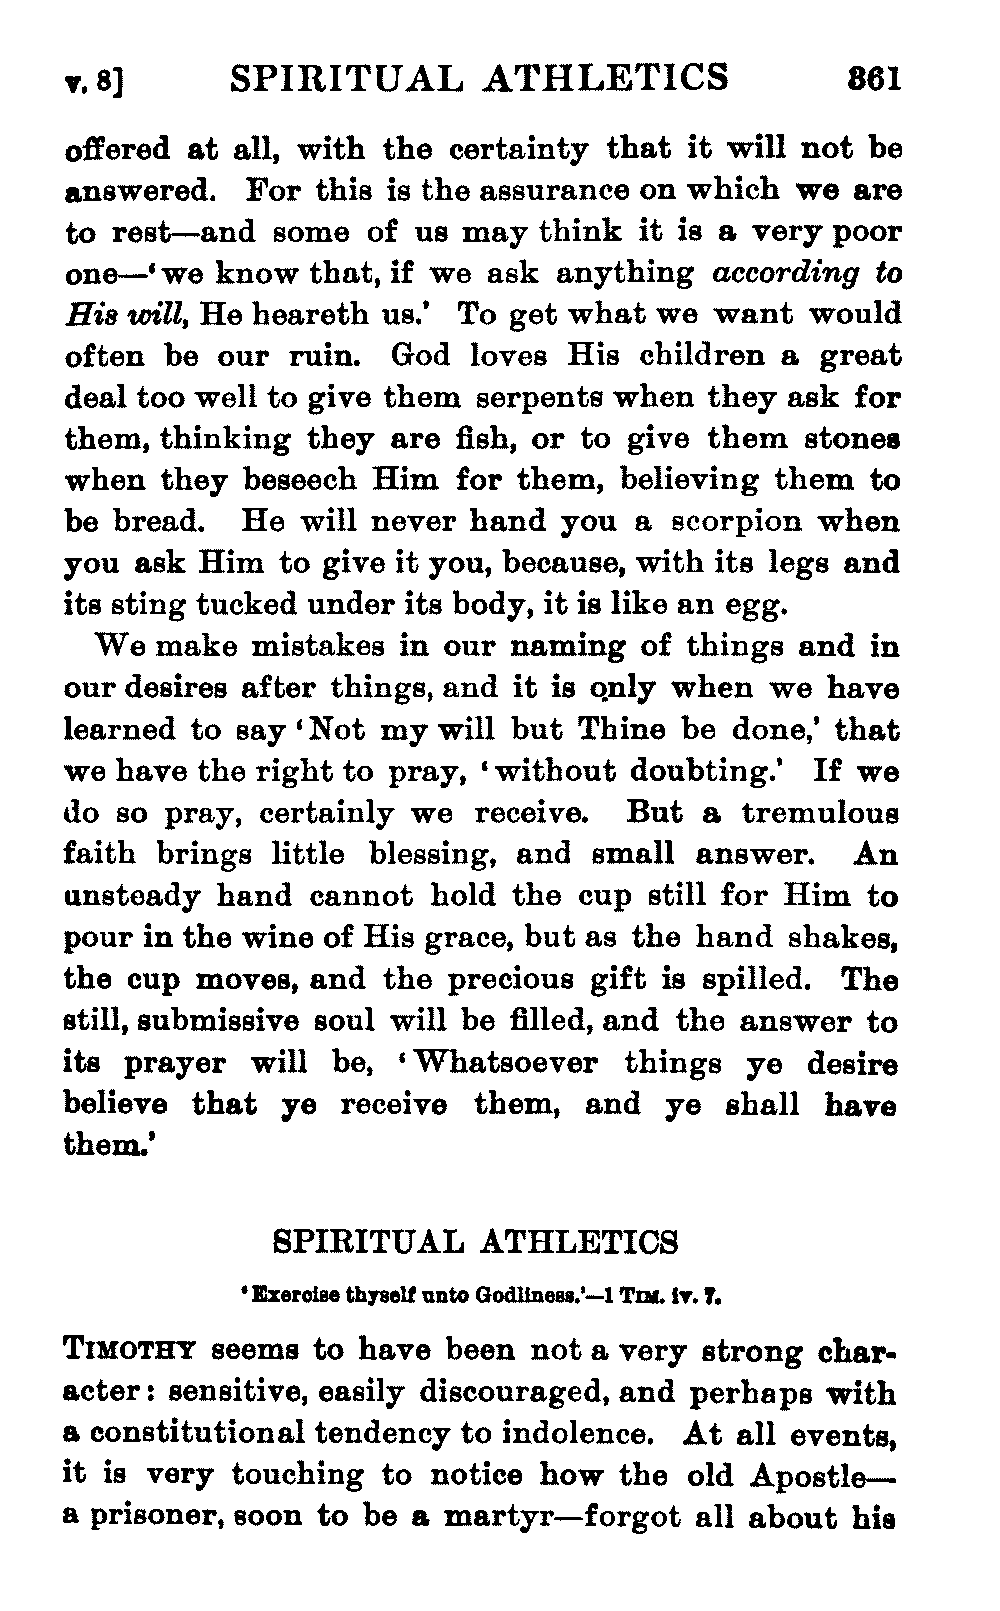 v. 8] SPIRITUAL ATHLETICS 361
offered at all, with the certainty that it will not be
answered. For this is the assurance on which we are
to rest—and some of us may think it is a very poor
one—‘we know that, if we ask anything according to
His will, He heareth us.’ To get what we want would
often be our ruin. God loves His children a great
deal too well to give them serpents when they ask for
them, thinking they are fish, or to give them stones
when they beseech Him for them, believing them to
be bread. He will never hand you a scorpion when
you ask Him to give it you, because, with its legs and
its sting tucked under its body, it is like an egg.
We make mistakes in our naming of things and in
our desires after things, and it is only when we have
learned to say ‘Not my will but Thine be done,’ that
we have the right to pray, ‘without doubting.’ If we
do so pray, certainly we receive. But a tremulous
faith brings little blessing, and small answer. An
unsteady hand cannot hold the cup still for Him to
pour in the wine of His grace, but as the hand shakes,
the cup moves, and the precious gift is spilled. The
still, submissive soul will be filled, and the answer to
its prayer will be, ‘Whatsoever things ye desire
believe that ye receive them, and ye shall have
them.’
SPIRITUAL ATHLETICS
‘Exercise thyself unto Godliness.’—1 TIM. iv. 7.
TIMOTHY seems to have been not a very strong char-
acter: sensitive, easily discouraged, and perhaps with
a constitutional tendency to indolence. At all events,
it is very touching to notice how the old Apostle—
a prisoner, soon to be a martyr—forgot all about his